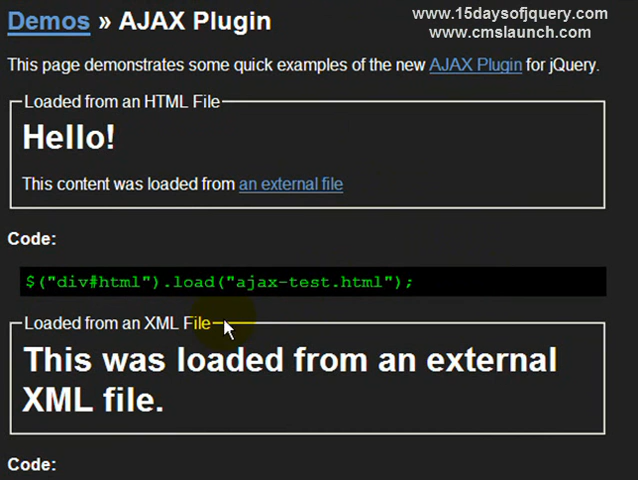 Demos » AJAX Plugin
www.15daysofjquery.com
www.cmslaunch.com
This page demonstrates some quick examples of the new AJAX Plugin for jQuery.
Loaded from an HTML File
Hello!
This content was loaded from an external file
Code:
$("div#html").load("ajax-test.html");
Loaded from an XML File
This was loaded from an external
XML file.
Code: